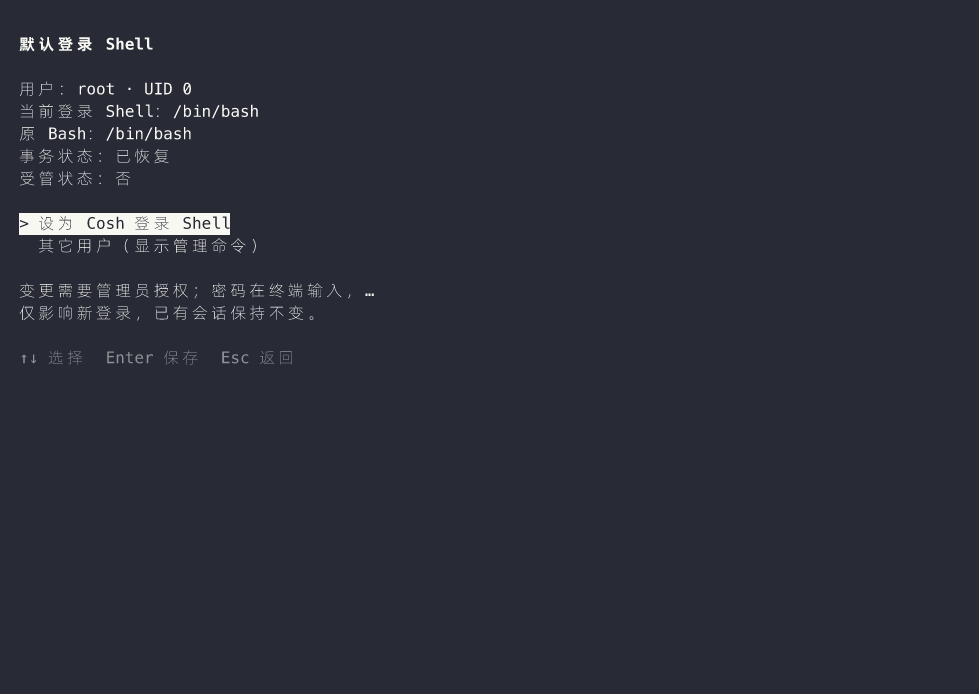 默认登录 Shell
用户: root · UID 0
当前登录 Shell: /bin/bash
原 Bash: /bin/bash
事务状态: 已恢复
受管状态: 否
> 设为 Cosh 登录 Shell
其它用户（显示管理命令）
变更需要管理员授权；密码在终端输入，…
仅影响新登录，已有会话保持不变。
↑↓ 选择  Enter 保存  Esc 返回